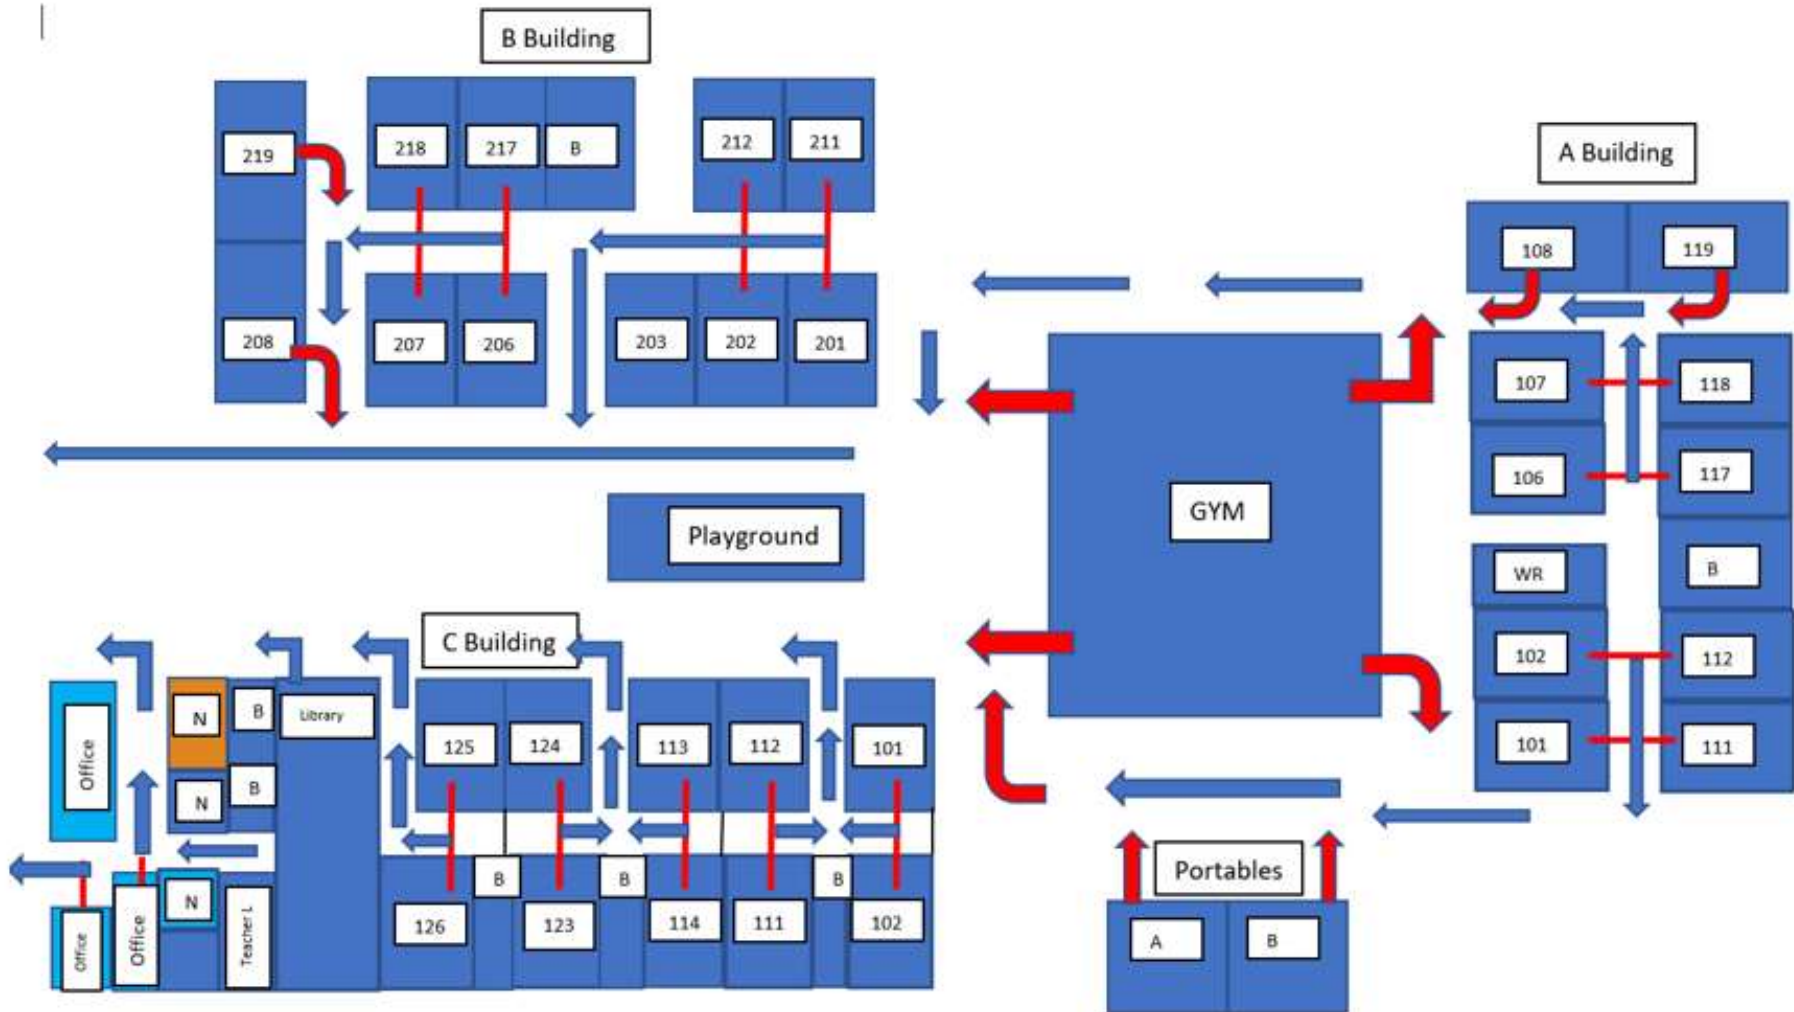 B Building
219
218
217
B
212
211
208
207
206
203
202
201
A Building
108
119
107
118
106
117
WR
B
102
112
101
111
GYM
Playground
C Building
Office
N
B
Library
125
124
113
112
101
N
B
Office
Office
N
Teacher L
126
B
123
B
114
111
B
102
Portables
A
B